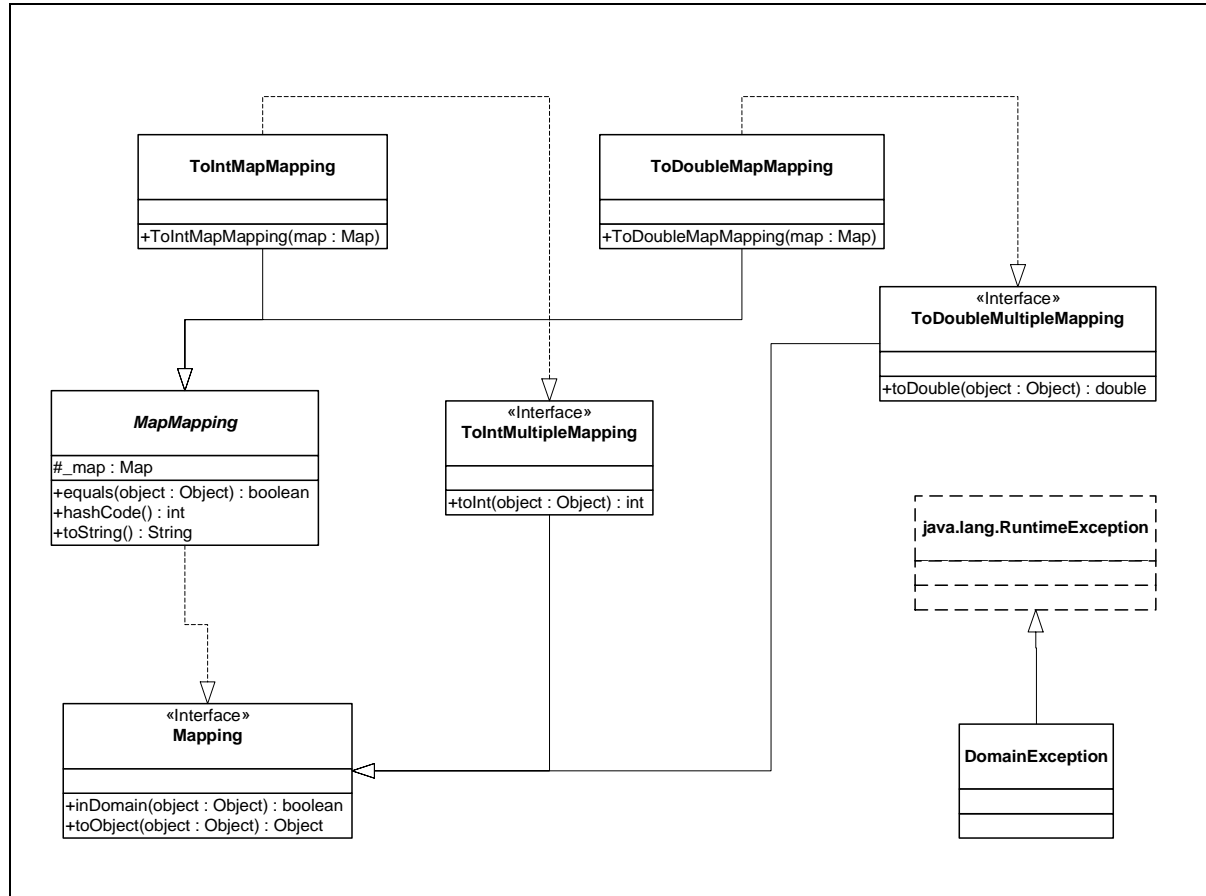 ToIntMapMapping
+ToIntMapMapping(map : Map)
ToDoubleMapMapping
+ToDoubleMapMapping(map : Map)
«Interface»
ToDoubleMultipleMapping
+toDouble(object : Object) : double
MapMapping
#_map : Map
+equals(object : Object) : boolean
+hashCode() : int
+toString() : String
«Interface»
ToIntMultipleMapping
+toInt(object : Object) : int
java.lang.RuntimeException
«Interface»
Mapping
+inDomain(object : Object) : boolean
+toObject(object : Object) : Object
DomainException